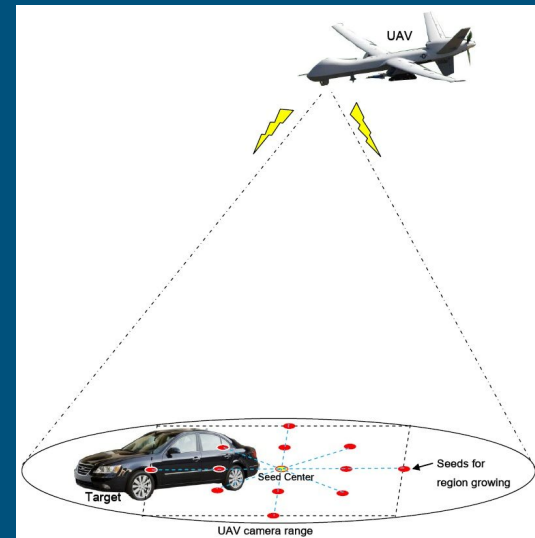 UAV
Seed Center
Seeds for
region growing
Target
UAV camera range